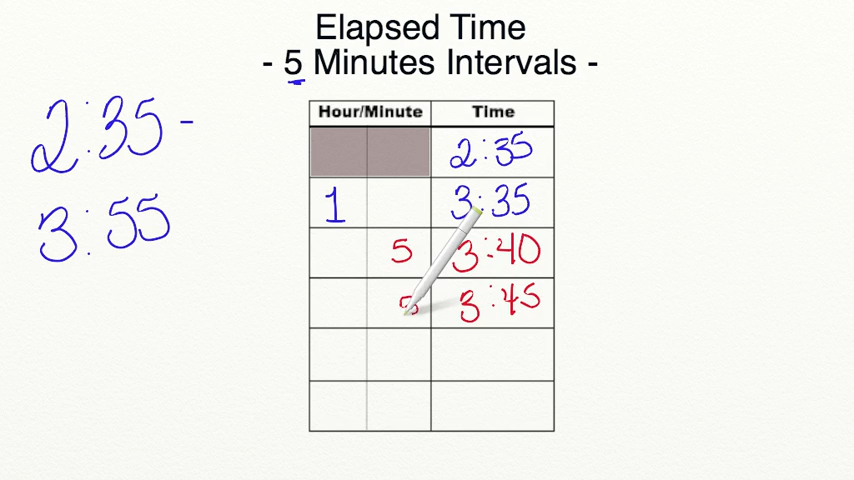 Elapsed Time
- 5 Minutes Intervals -
2:35 -
3:55
Hour/Minute Time
2:35
1 3:35
5 3:40
5 3:45